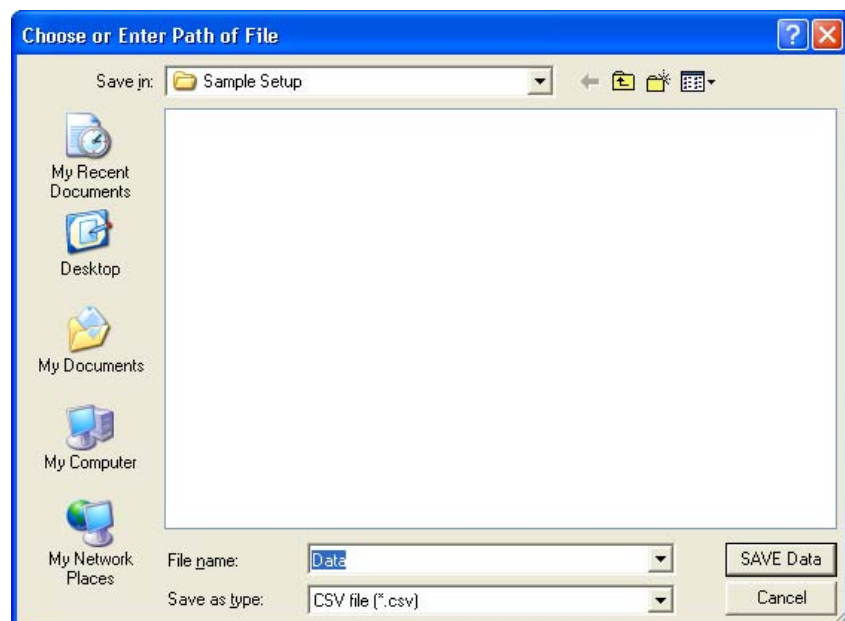 Choose or Enter Path of File
Save in: Sample Setup
My Recent
Documents
Desktop
My Documents
My Computer
My Network
Places
File name: Data SAVE Data
Save as type: CSV file (*.csv) Cancel